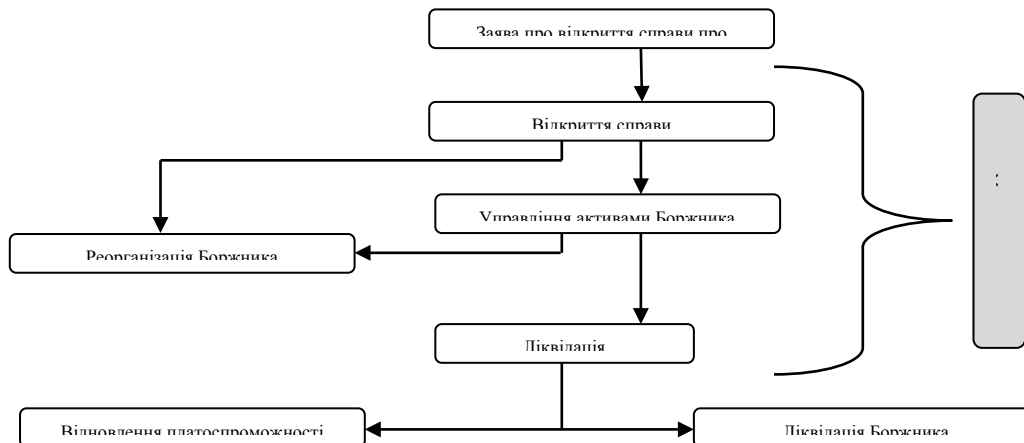 Заява про відкриття справи про
Відкриття справи
Управління активами Боржника
Реорганізація Боржника
Ліквідація
Відновлення платоспроможності
Ліквідація Боржника